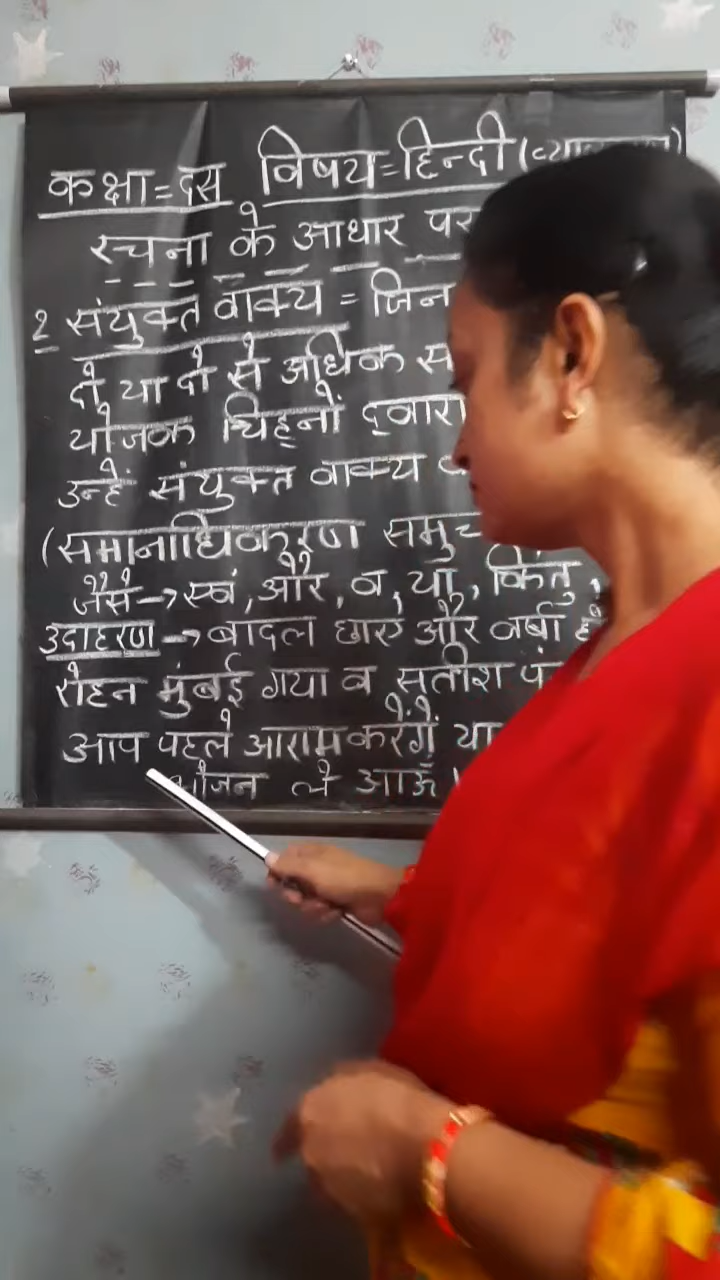 कक्षा=दस विषय=हिन्दी
रचना के आधार पर
2 संयुक्त वाक्य = जिन
दो या दो से अधिक स
योजक चिह्नों द्वारा
उन्हें संयुक्त वाक्य
(समानाधिकरण समुच
जैसे→एवं, और, व, या, किंतु,
उदाहरण→बादल छाए और वर्षा
रोहन मुंबई गया व सतीश
आप पहले आराम करेंगें या
भोजन ले आऊँ।